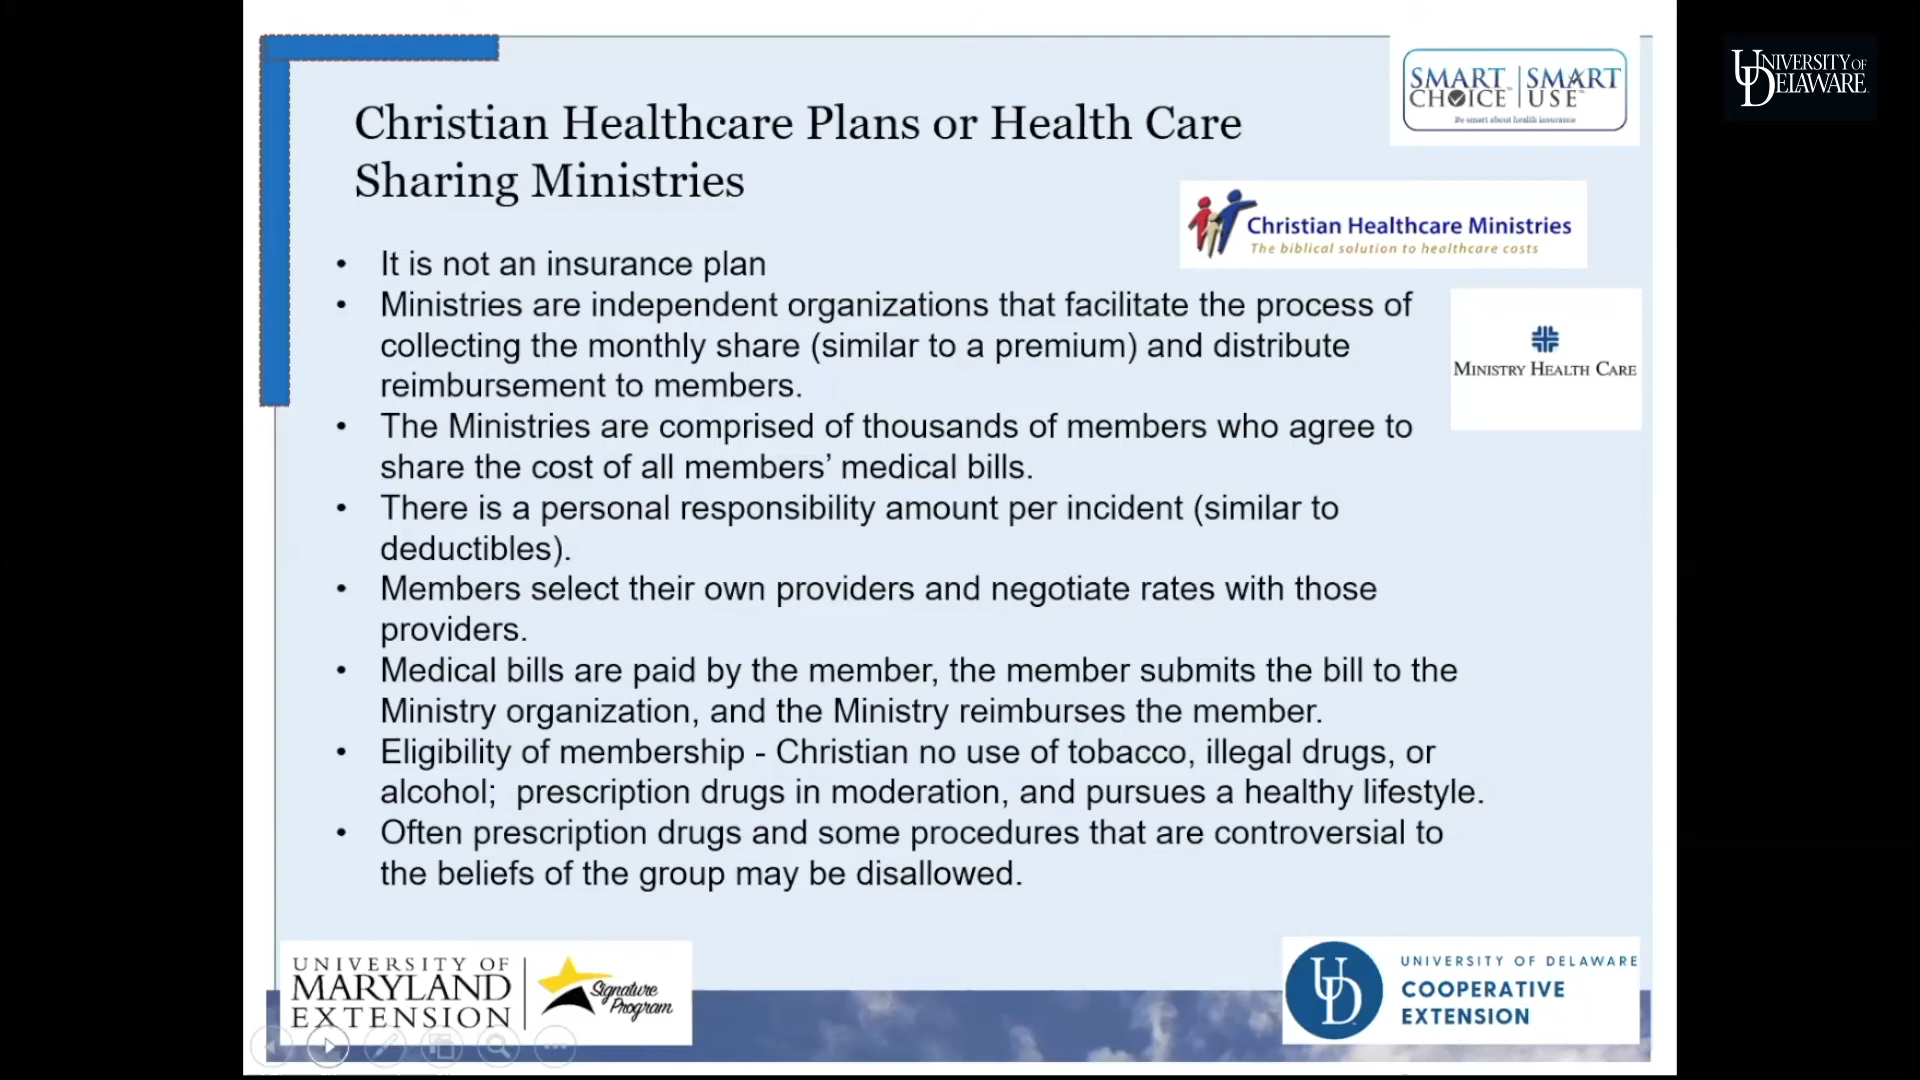 SMART CHOICE™ | SMART USE™
Be smart about health insurance
UNIVERSITY OF
DELAWARE
Christian Healthcare Plans or Health Care
Sharing Ministries
Christian Healthcare Ministries
The biblical solution to healthcare costs
MINISTRY HEALTH CARE
• It is not an insurance plan
• Ministries are independent organizations that facilitate the process of
collecting the monthly share (similar to a premium) and distribute
reimbursement to members.
• The Ministries are comprised of thousands of members who agree to
share the cost of all members’ medical bills.
• There is a personal responsibility amount per incident (similar to
deductibles).
• Members select their own providers and negotiate rates with those
providers.
• Medical bills are paid by the member, the member submits the bill to the
Ministry organization, and the Ministry reimburses the member.
• Eligibility of membership - Christian no use of tobacco, illegal drugs, or
alcohol;  prescription drugs in moderation, and pursues a healthy lifestyle.
• Often prescription drugs and some procedures that are controversial to
the beliefs of the group may be disallowed.
UNIVERSITY OF
MARYLAND
EXTENSION
Signature
Program
UD
UNIVERSITY OF DELAWARE
COOPERATIVE
EXTENSION